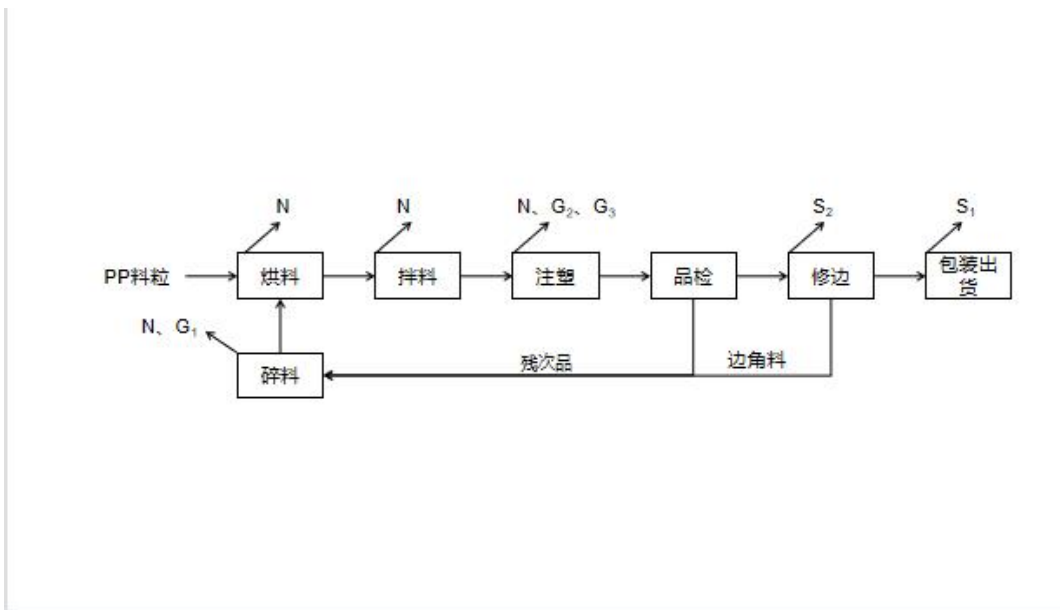 N
N
N、G₂、G₃
S₂
S₁
PP料粒
烘料
拌料
注塑
品检
修边
包装出
货
N、G₁
碎料
残次品
边角料